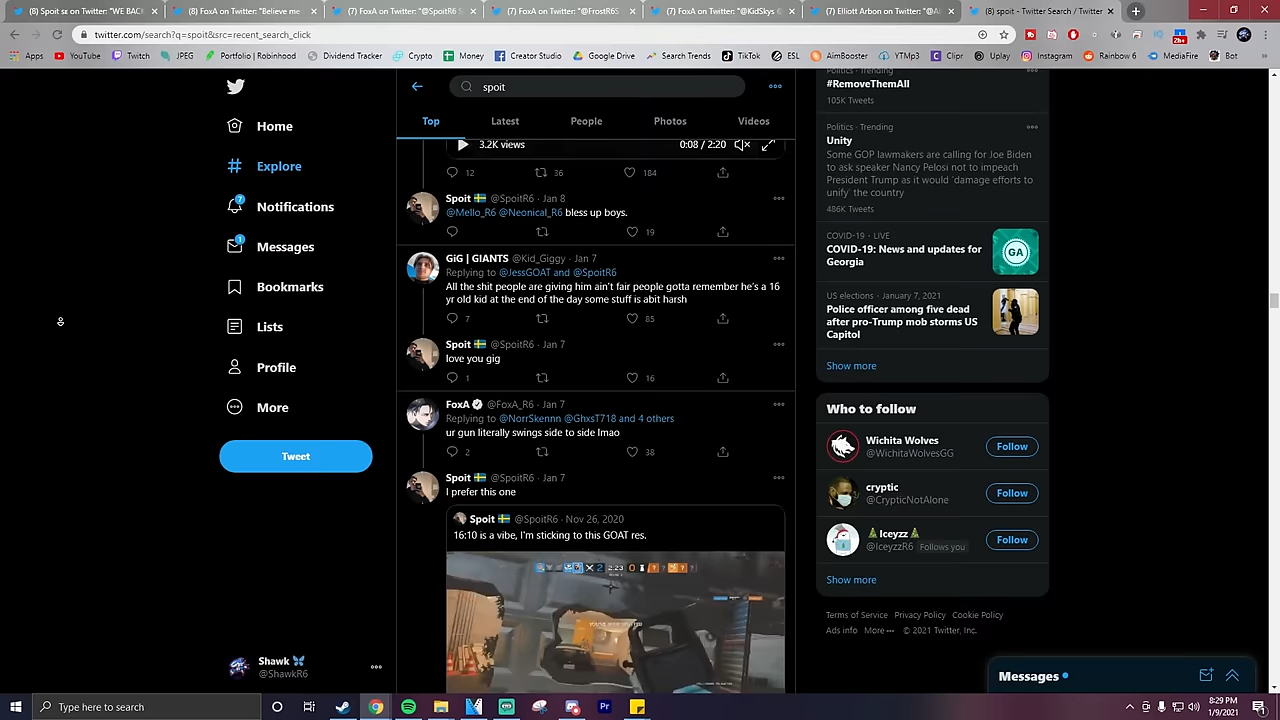 (8) Spoit sx on Twitter: "WE BACK
(8) FoxA on Twitter: "Believe me
(7) FoxA on Twitter: "@SpoitR6
(7) FoxA on Twitter: "@FrostR6S
(7) FoxA on Twitter: "@KidSlys
(7) Elliott Arbon on Twitter:
(8) spoit - Twitter Search / Twitter
twitter.com/search?q=spoit&src=recent_search_click
2k+
Apps YouTube Twitch JPEG Robinhood Dividend Tracker Crypto Money Creator Studio Google Drive Search Trends TikTok ESL AimBooster YTMP3 Clipr Uplay Instagram Rainbow 6 MediaFire Bot
Home
Explore
7
Notifications
1
Messages
Bookmarks
Lists
Profile
More
Tweet
Shawk
@ShawkR6
spoit
Top Latest People Photos Videos
3.2K views 0:08 / 2:20
12 36 184
Spoit @SpoitR6 · Jan 8
@Mello_R6 @Neonical_R6 bless up boys.
19
GiG | GIANTS @Kid_Giggy · Jan 7
Replying to @JessGOAT and @SpoitR6
All the shit people are giving him ain't fair people gotta remember he's a 16
yr old kid at the end of the day some stuff is abit harsh
7 85
Spoit @SpoitR6 · Jan 7
love you gig
1 16
FoxA @FoxA_R6 · Jan 7
Replying to @NorrSkennn @GhxsT718 and 4 others
ur gun literally swings side to side lmao
2 38
Spoit @SpoitR6 · Jan 7
I prefer this one
Spoit @SpoitR6 · Nov 26, 2020
16:10 is a vibe, I'm sticking to this GOAT res.
2 2:23 0
Politics · Trending
#RemoveThemAll
105K Tweets
Politics · Trending
Unity
Some GOP lawmakers are calling for Joe Biden
to ask speaker Nancy Pelosi not to impeach
President Trump as it would 'damage efforts to
unify' the country
486K Tweets
COVID-19 · LIVE
COVID-19: News and updates for
Georgia
GA
US elections · January 7, 2021
Police officer among five dead
after pro-Trump mob storms US
Capitol
Show more
Who to follow
Wichita Wolves
@WichitaWolvesGG
Follow
cryptic
@CrypticNotAlone
Follow
Iceyzz
@IceyzzR6 Follows you
Follow
Show more
Terms of Service Privacy Policy Cookie Policy
Ads info More © 2021 Twitter, Inc.
Messages
Type here to search
Pr
8:29 PM
1/9/2021